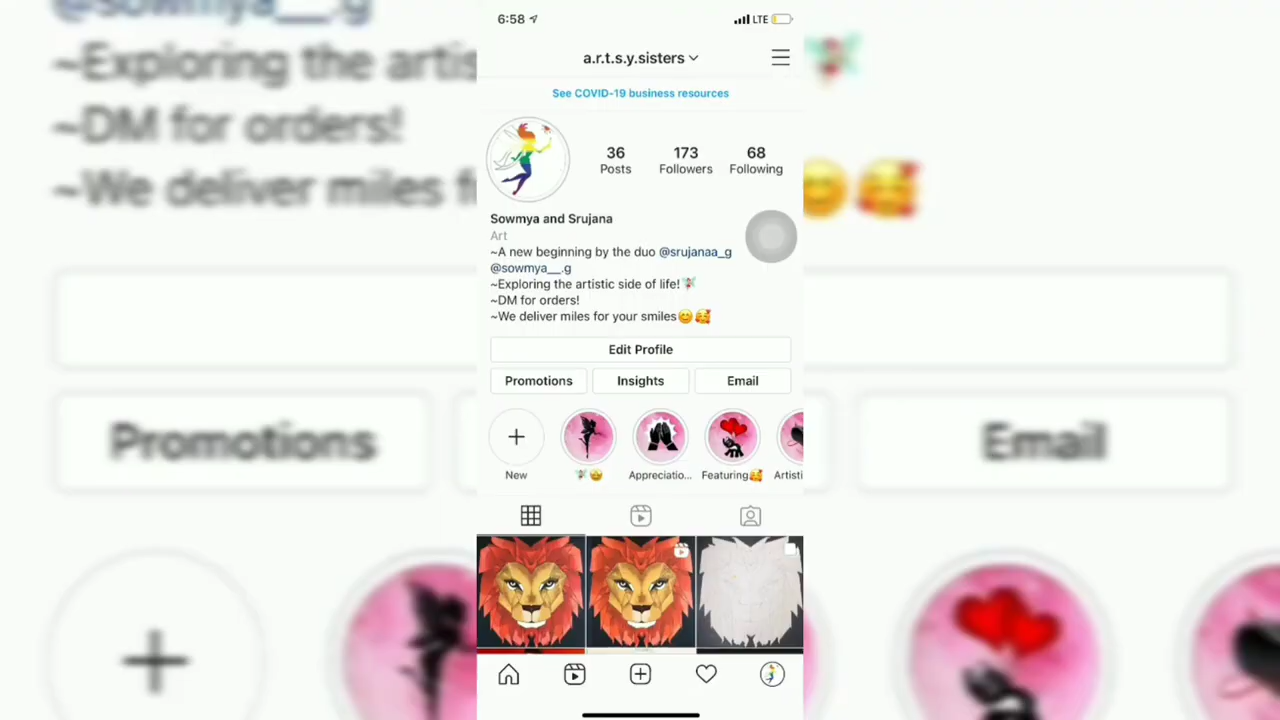 6:58
LTE
a.r.t.s.y.sisters
See COVID-19 business resources
36 173 68
Posts Followers Following
Sowmya and Srujana
Art
~A new beginning by the duo @srujanaa_g
@sowmya__.g
~Exploring the artistic side of life!🧚
~DM for orders!
~We deliver miles for your smiles😊🥰
Edit Profile
Promotions Insights Email
New 🧚🤩 Appreciatio... Featuring🥰 Artisti
@sowmya__.g
~Exploring the artis
~DM for orders!
~We deliver miles f
Promotions Email